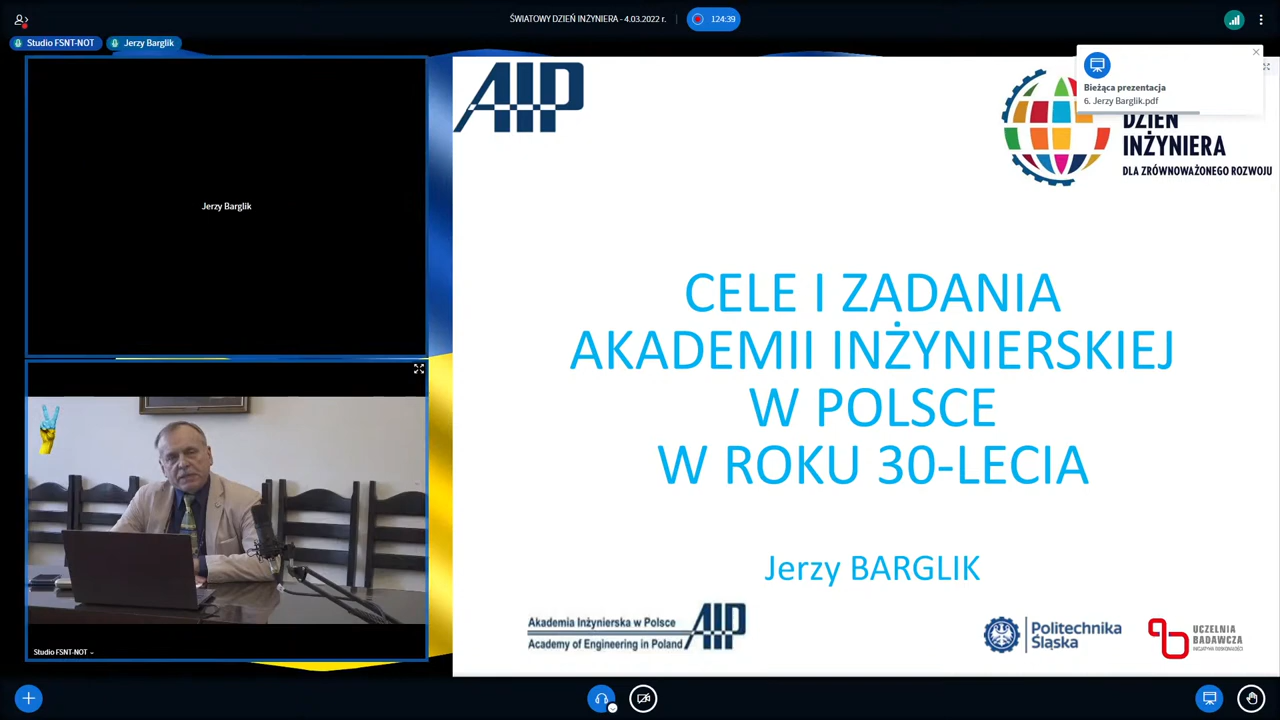 ŚWIATOWY DZIEŃ INŻYNIERA - 4.03.2022 r.
124:39
Studio FSNT-NOT
Jerzy Barglik
Jerzy Barglik
Studio FSNT-NOT
AIP
Bieżąca prezentacja
6. Jerzy Barglik.pdf
DZIEŃ
INŻYNIERA
DLA ZRÓWNOWAŻONEGO ROZWOJU
CELE I ZADANIA
AKADEMII INŻYNIERSKIEJ
W POLSCE
W ROKU 30-LECIA
Jerzy BARGLIK
Akademia Inżynierska w Polsce
Academy of Engineering in Poland
AIP
Politechnika
Śląska
UCZELNIA
BADAWCZA
INICJATYWA DOSKONAŁOŚCI